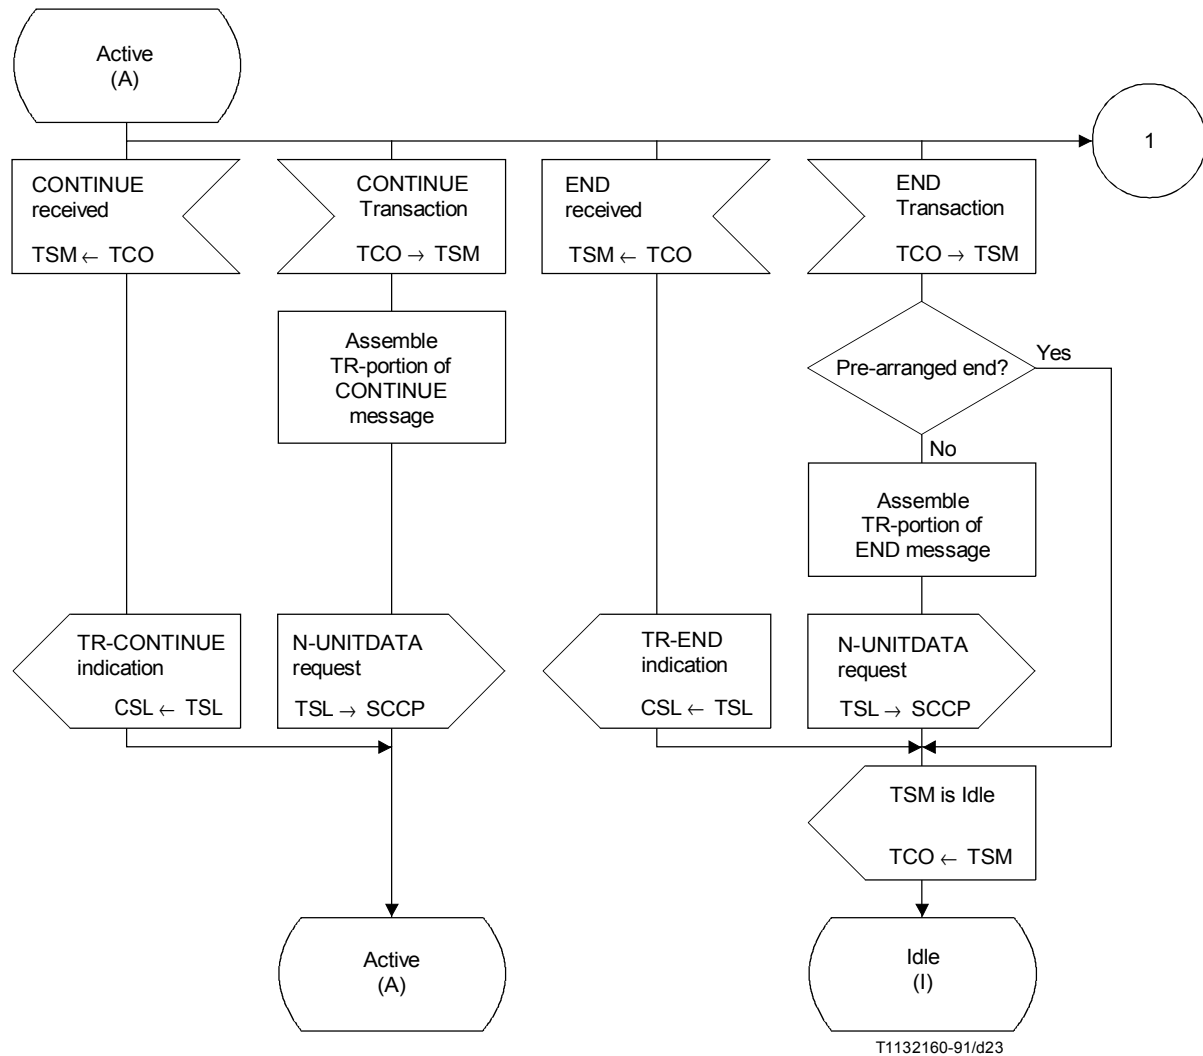 Active
(A)
1
CONTINUE
received
TSM ← TCO
CONTINUE
Transaction
TCO → TSM
END
received
TSM ← TCO
END
Transaction
TCO → TSM
Assemble
TR-portion of
CONTINUE
message
Pre-arranged end?
Yes
No
Assemble
TR-portion of
END message
TR-CONTINUE
indication
CSL ← TSL
N-UNITDATA
request
TSL → SCCP
TR-END
indication
CSL ← TSL
N-UNITDATA
request
TSL → SCCP
TSM is Idle
TCO ← TSM
Active
(A)
Idle
(I)
T1132160-91/d23